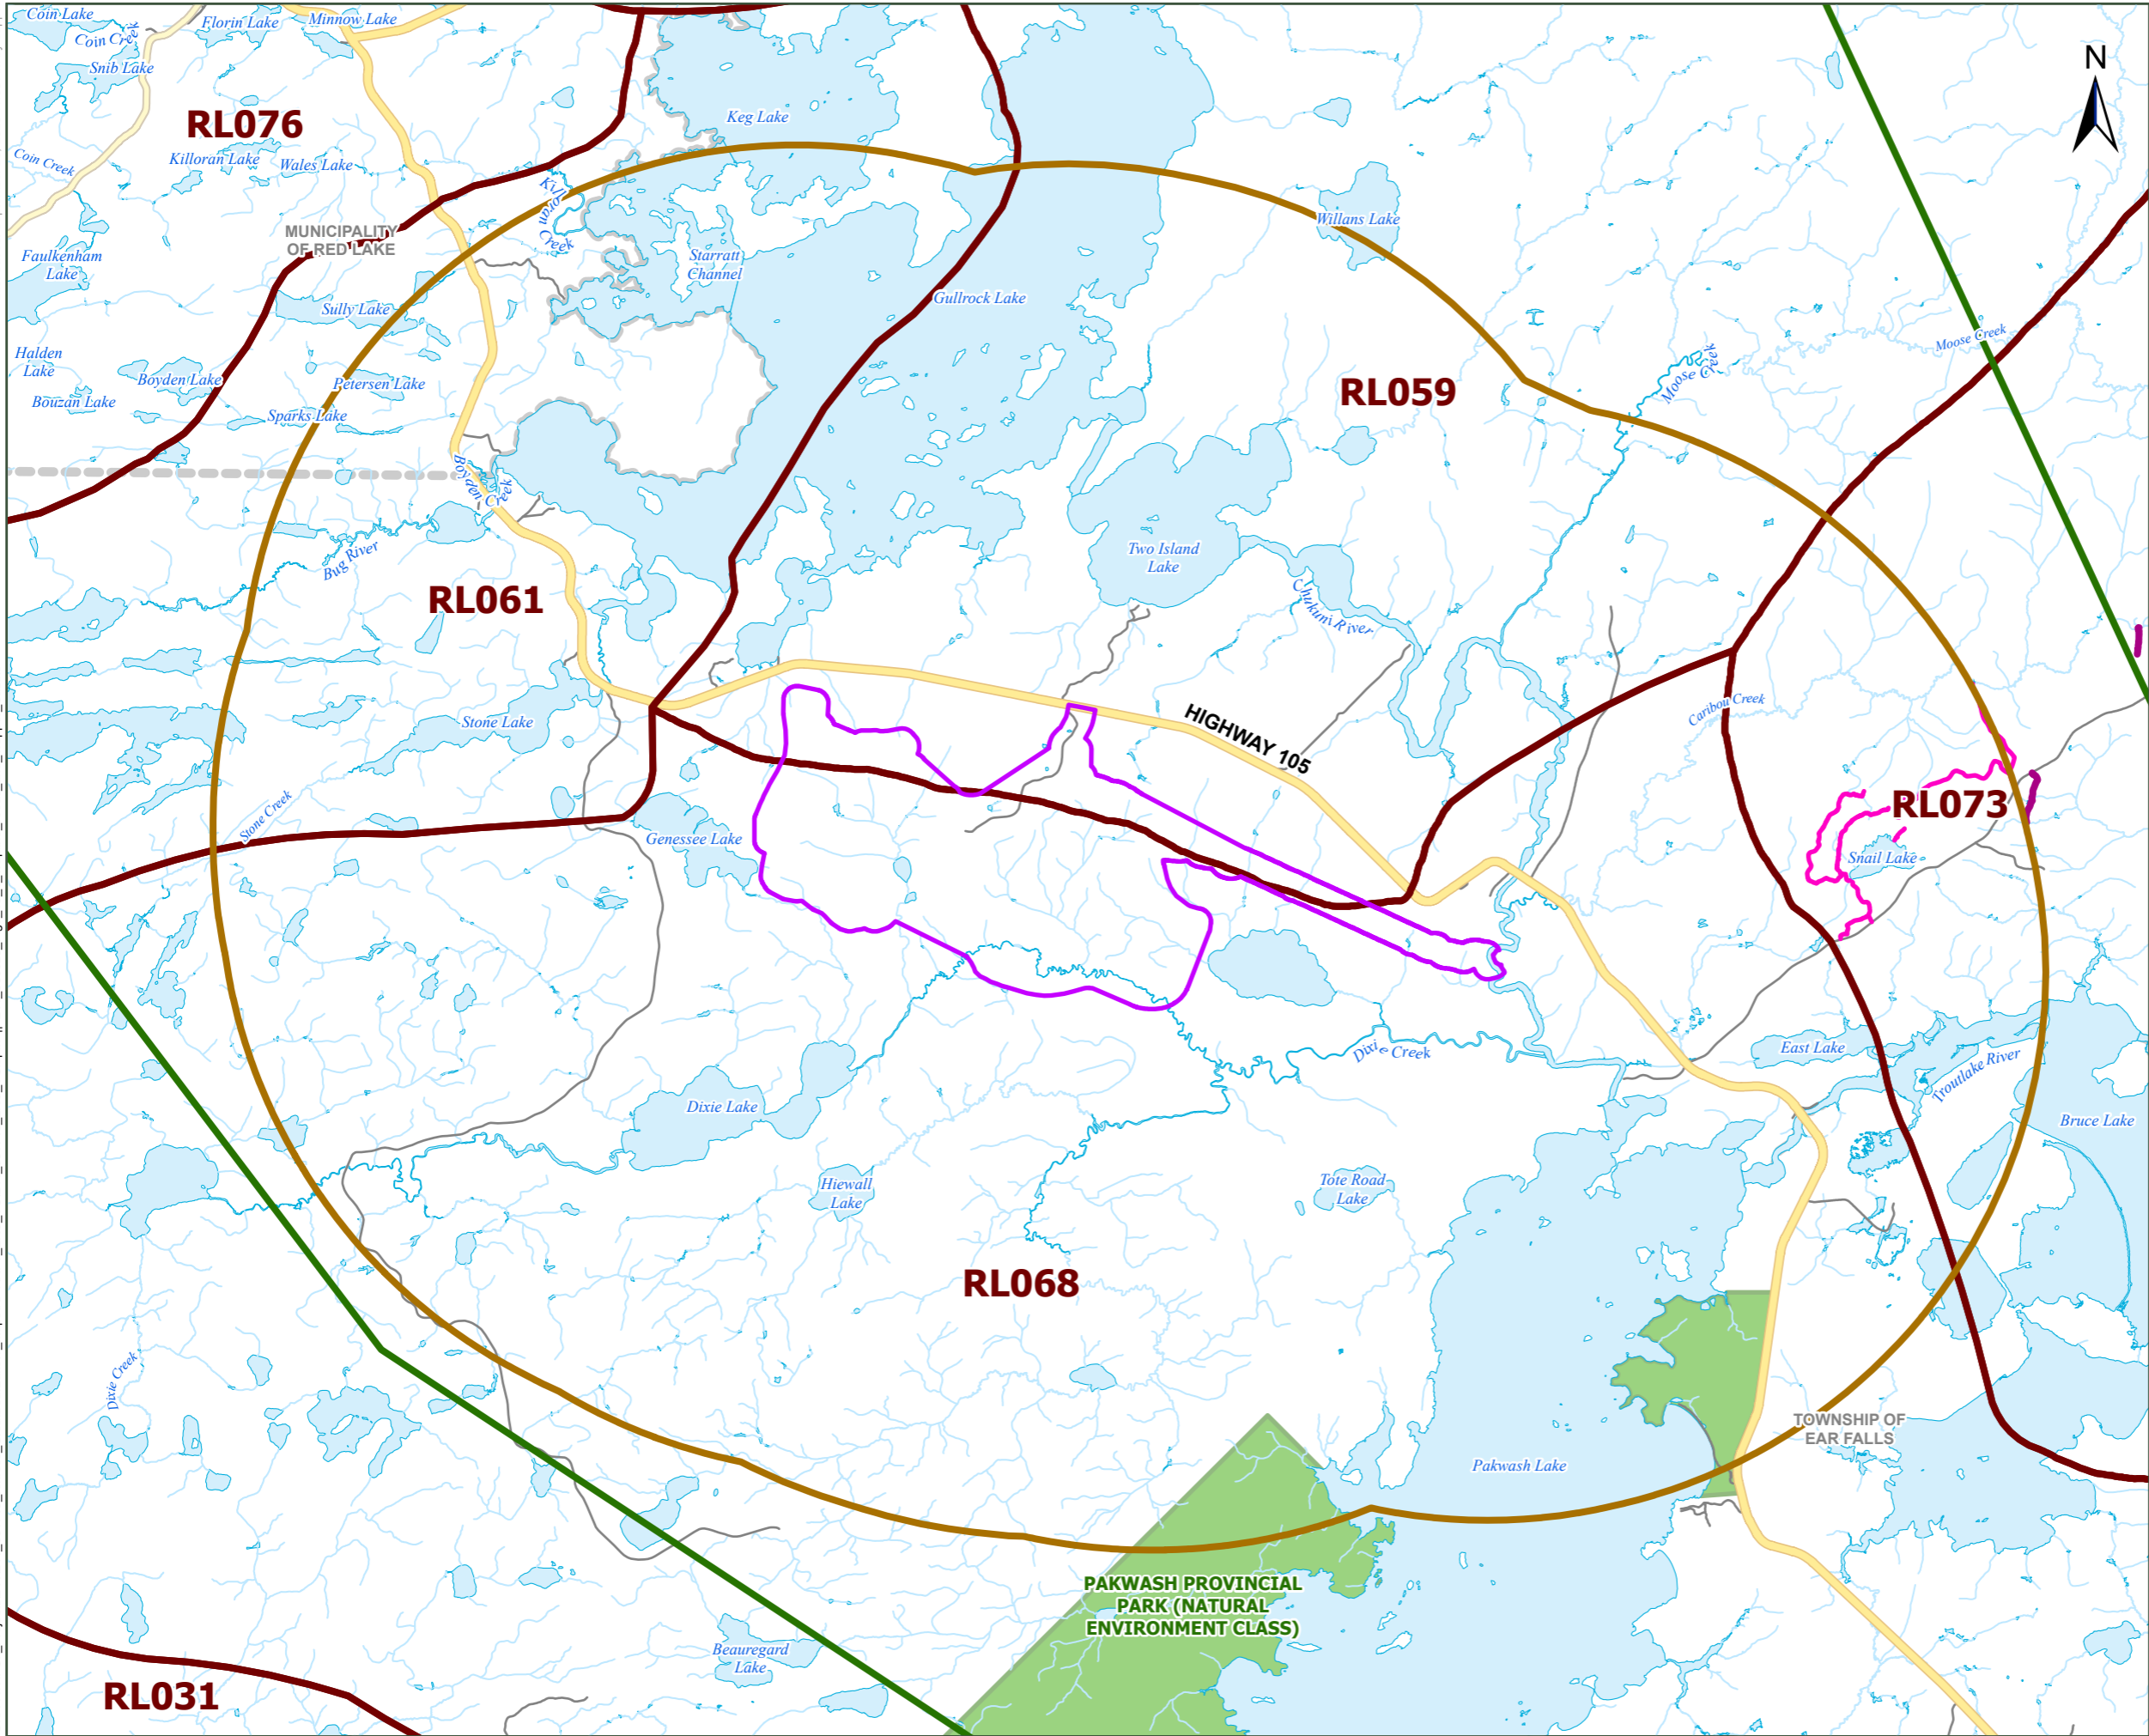 Coin Lake
Florin Lake
Minnow Lake
Coin Creek
Snib Lake
N
RL076
Keg Lake
Coin Creek
Killoran Lake
Wales Lake
Killoran
Creek
MUNICIPALITY
OF RED LAKE
Willans Lake
Faulkenham
Lake
Starratt
Channel
Gullrock Lake
Sully Lake
Moose Creek
Halden
Lake
Boyden Lake
Petersen Lake
Moose Creek
RL059
Bouzan Lake
Sparks Lake
Boyden Creek
Bug River
Two Island
Lake
RL061
Chukuni River
Stone Lake
Caribou Creek
HIGHWAY 105
Stone Creek
RL073
Genessee Lake
Snail Lake
Dixie Creek
East Lake
Troutlake River
Dixie Lake
Bruce Lake
Hiewall
Lake
Tote Road
Lake
RL068
Dixie Creek
TOWNSHIP OF
EAR FALLS
Pakwash Lake
PAKWASH PROVINCIAL
PARK (NATURAL
ENVIRONMENT CLASS)
Beauregard
Lake
RL031